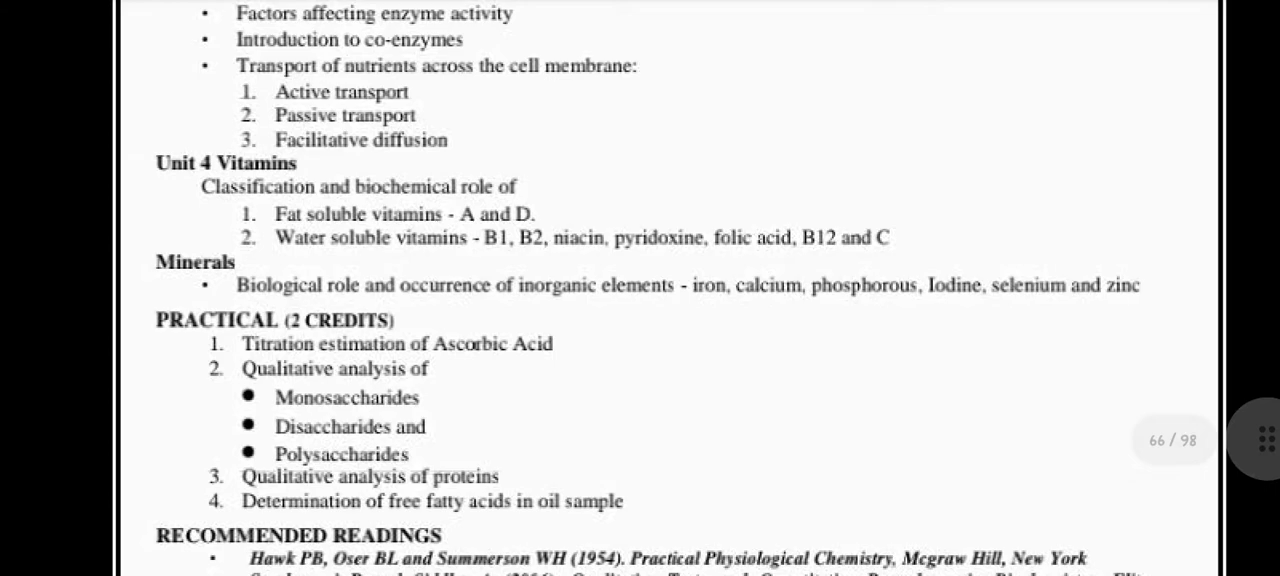 • Factors affecting enzyme activity
• Introduction to co-enzymes
• Transport of nutrients across the cell membrane:
1. Active transport
2. Passive transport
3. Facilitative diffusion
Unit 4 Vitamins
Classification and biochemical role of
1. Fat soluble vitamins - A and D.
2. Water soluble vitamins - B1, B2, niacin, pyridoxine, folic acid, B12 and C
Minerals
• Biological role and occurrence of inorganic elements - iron, calcium, phosphorous, Iodine, selenium and zinc
PRACTICAL (2 CREDITS)
1. Titration estimation of Ascorbic Acid
2. Qualitative analysis of
● Monosaccharides
● Disaccharides and
● Polysaccharides
66 / 98
3. Qualitative analysis of proteins
4. Determination of free fatty acids in oil sample
RECOMMENDED READINGS
• Hawk PB, Oser BL and Summerson WH (1954). Practical Physiological Chemistry, Mcgraw Hill, New York